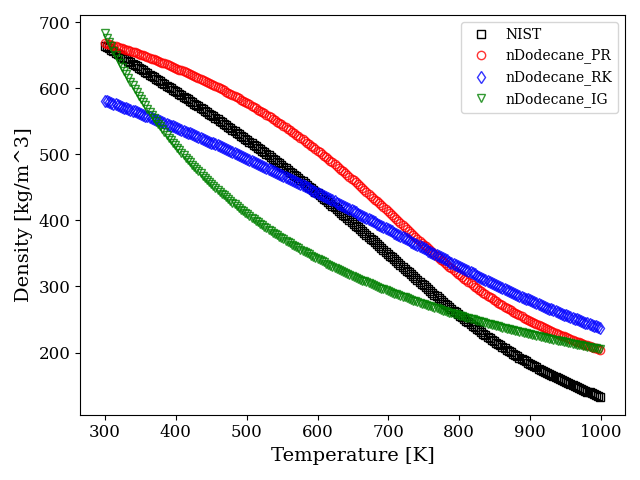 700
600
500
400
300
200
300
400
500
600
700
800
900
1000
Density [kg/m^3]
Temperature [K]
NIST
nDodecane_PR
nDodecane_RK
nDodecane_IG